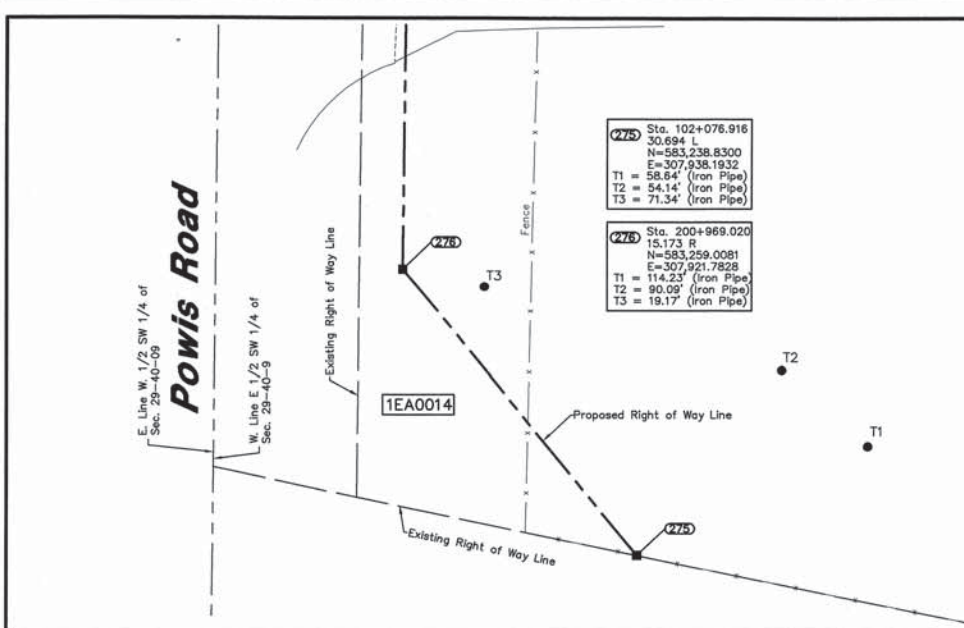 275 Sta. 102+076.916
30.694 L
N=583,238.8300
E=307,938.1932
T1 = 58.64' (Iron Pipe)
T2 = 54.14' (Iron Pipe)
T3 = 71.34' (Iron Pipe)
276 Sta. 200+969.020
15.173 R
N=583,259.0081
E=307,921.7828
T1 = 114.23' (Iron Pipe)
T2 = 90.09' (Iron Pipe)
T3 = 19.17' (Iron Pipe)
E. Line W. 1/2 SW 1/4 of
Sec. 29-40-09
Powis Road
W. Line E 1/2 SW 1/4 of
Sec. 29-40-9
Existing Right of Way Line
276
T3
Fence
T2
1EA0014
Proposed Right of Way Line
T1
Existing Right of Way Line
275